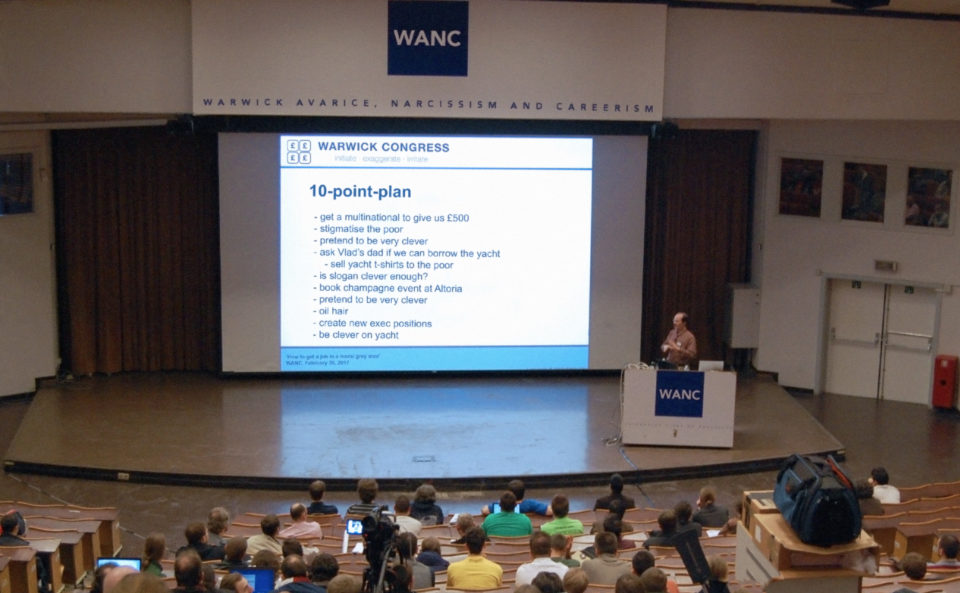 WANC
WARWICK AVARICE, NARCISSISM AND CAREERISM
£ £
£ £
WARWICK CONGRESS
initiate · exaggerate · irritate
10-point-plan
- get a multinational to give us £500
- stigmatise the poor
- pretend to be very clever
- ask Vlad's dad if we can borrow the yacht
- sell yacht t-shirts to the poor
- is slogan clever enough?
- book champagne event at Altoria
- pretend to be very clever
- oil hair
- create new exec positions
- be clever on yacht
How to get a job in a moral grey area
WANC, February 20,
WANC